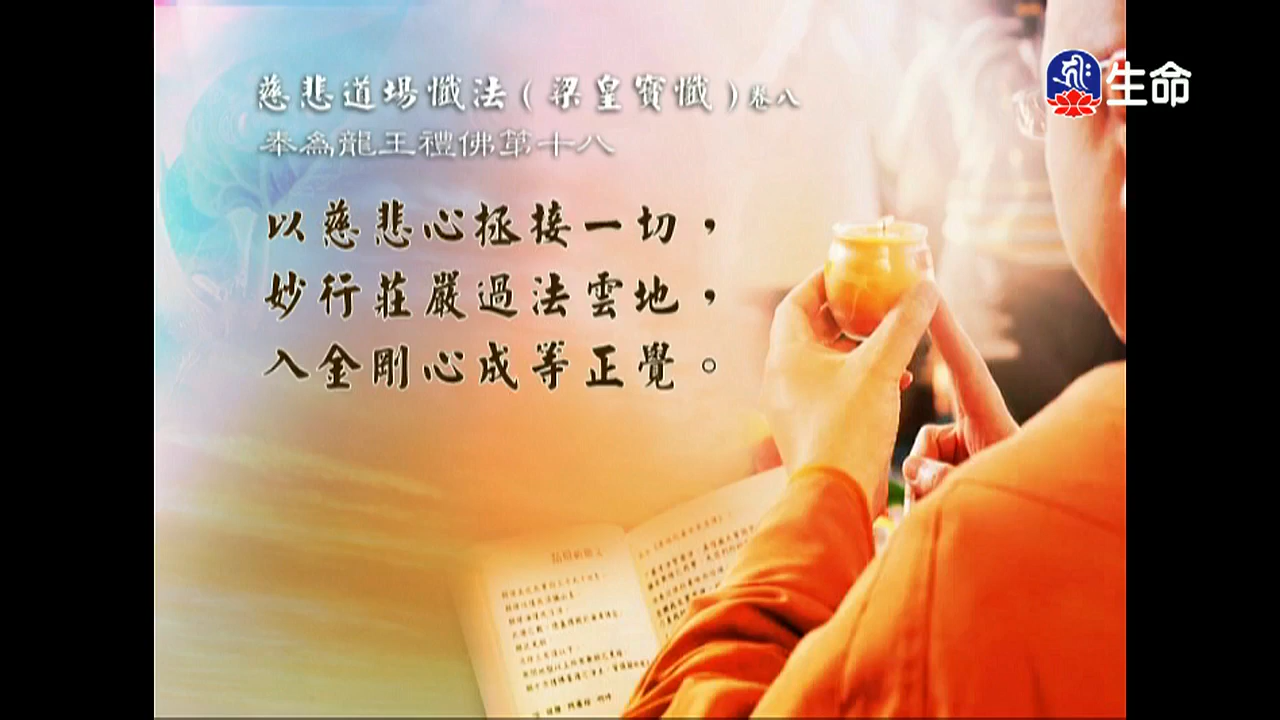 慈悲道場懺法(梁皇寶懺)卷八
奉為龍王禮佛第十八
生命
以慈悲心拯接一切，
妙行莊嚴過法雲地，
入金剛心成等正覺。